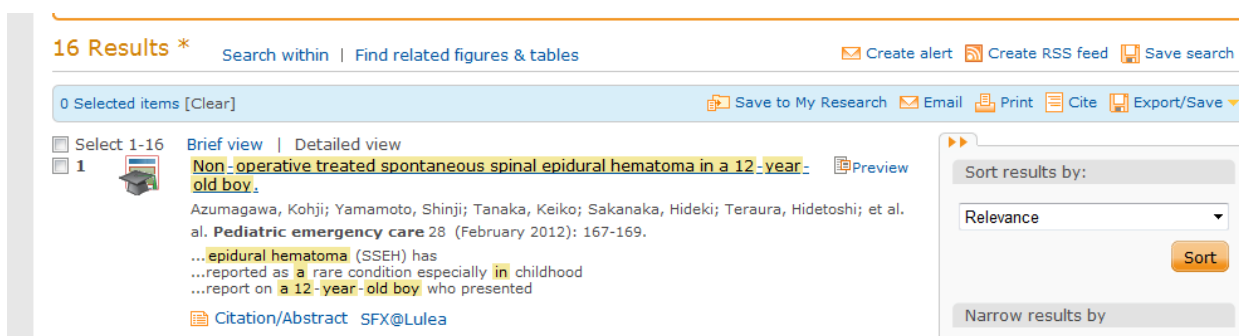 16 Results * Search within | Find related figures & tables Create alert Create RSS feed Save search
0 Selected items [Clear] Save to My Research Email Print Cite Export/Save
Select 1-16 Brief view | Detailed view
1 Non-operative treated spontaneous spinal epidural hematoma in a 12-year- Preview
old boy.
Azumagawa, Kohji; Yamamoto, Shinji; Tanaka, Keiko; Sakanaka, Hideki; Teraura, Hidetoshi; et al.
al. Pediatric emergency care 28 (February 2012): 167-169.
...epidural hematoma (SSEH) has
...reported as a rare condition especially in childhood
...report on a 12-year-old boy who presented
Citation/Abstract SFX@Lulea
Sort results by:
Relevance
Sort
Narrow results by